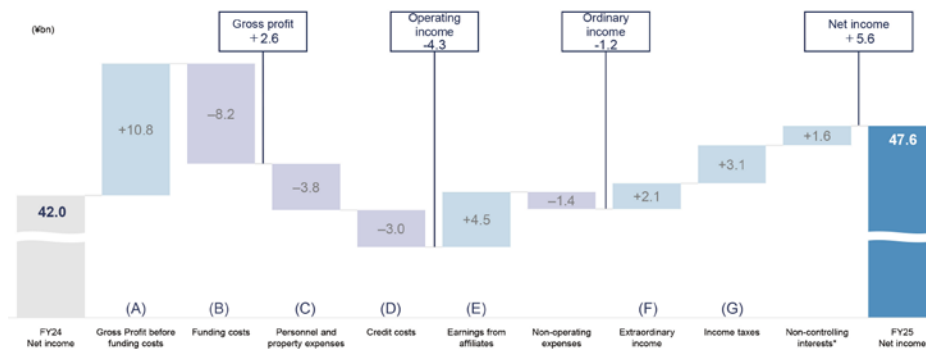 (¥bn)
Gross profit
+2.6
Operating
income
-4.3
Ordinary
income
-1.2
Net income
+5.6
42.0
+10.8
–8.2
–3.8
–3.0
+4.5
–1.4
+2.1
+3.1
+1.6
47.6
(A)
(B)
(C)
(D)
(E)
(F)
(G)
FY24
Net income
Gross Profit before
funding costs
Funding costs
Personnel and
property expenses
Credit costs
Earnings from
affiliates
Non-operating
expenses
Extraordinary
income
Income taxes
Non-controlling
interests*
FY25
Net income